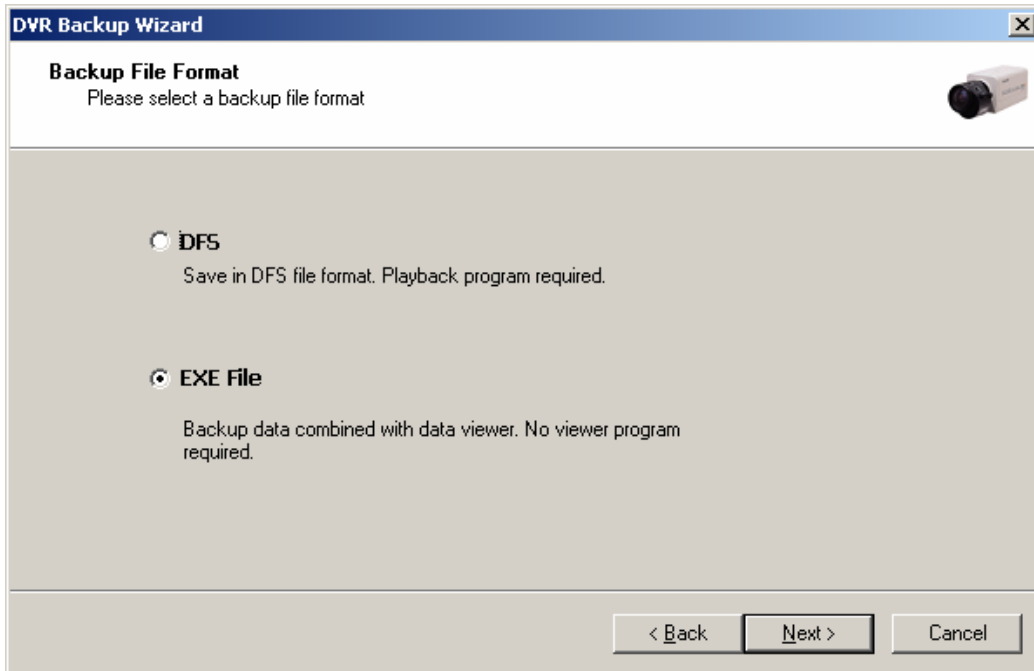 DVR Backup Wizard
Backup File Format
Please select a backup file format
DFS
Save in DFS file format. Playback program required.
EXE File
Backup data combined with data viewer. No viewer program
required.
< Back
Next >
Cancel